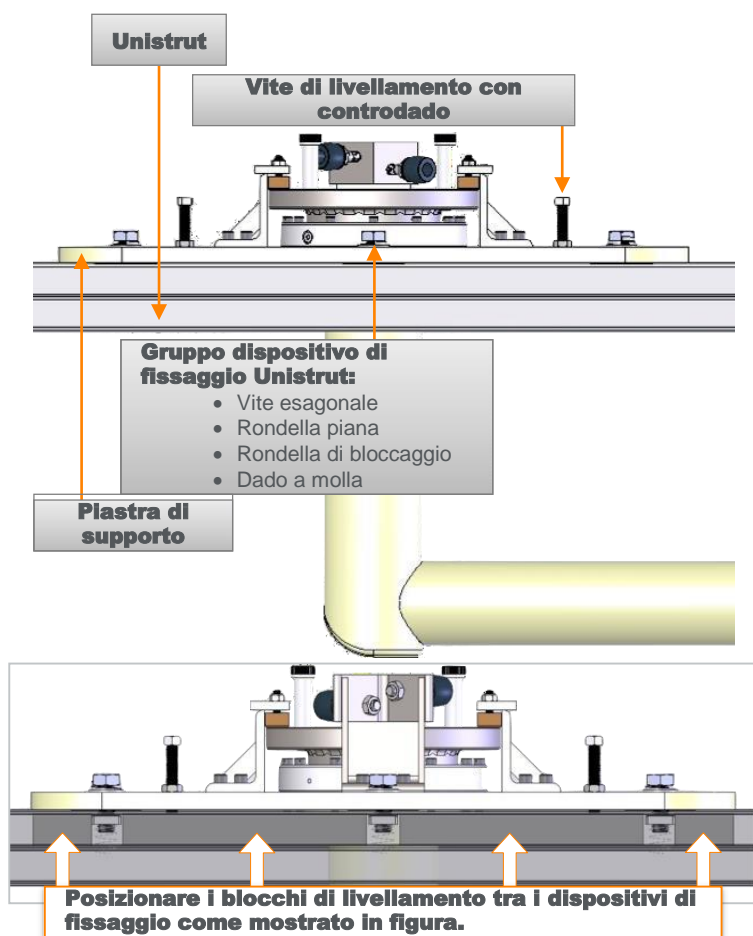 Unistrut
Vite di livellamento con
controdado
Gruppo dispositivo di
fissaggio Unistrut:
• Vite esagonale
• Rondella piana
• Rondella di bloccaggio
• Dado a molla
Piastra di
supporto
Posizionare i blocchi di livellamento tra i dispositivi di
fissaggio come mostrato in figura.